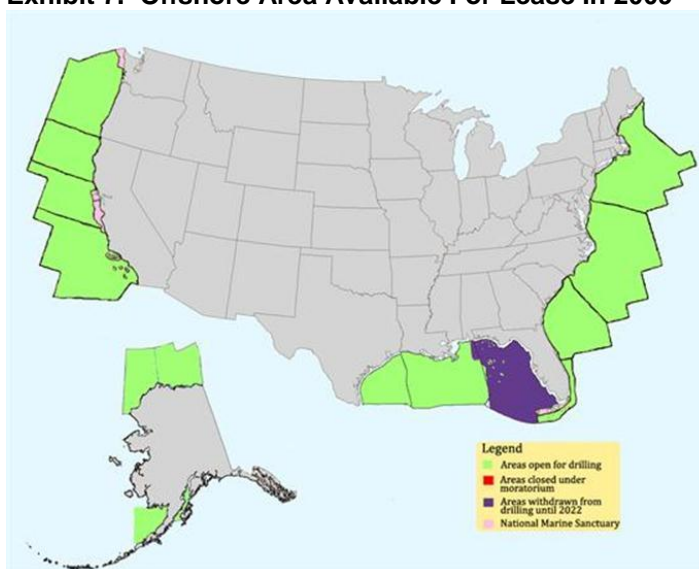 Exhibit 7: Offshore Area Available For Lease In 2009
Legend
Areas open for drilling
Areas closed under
moratorium
Areas withdrawn from
drilling until 2022
National Marine Sanctuary